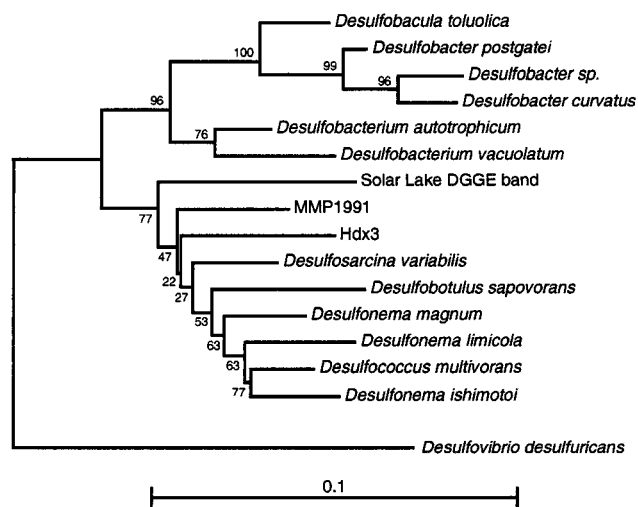 Desulfobacula toluolica
100
Desulfobacter postgatei
99
Desulfobacter sp.
96
96
Desulfobacter curvatus
Desulfobacterium autotrophicum
76
Desulfobacterium vacuolatum
Solar Lake DGGE band
77
MMP1991
Hdx3
47
Desulfosarcina variabilis
22
27
Desulfobotulus sapovorans
53
Desulfonema magnum
63
Desulfonema limicola
63
Desulfococcus multivorans
77
Desulfonema ishimotoi
Desulfovibrio desulfuricans
0.1